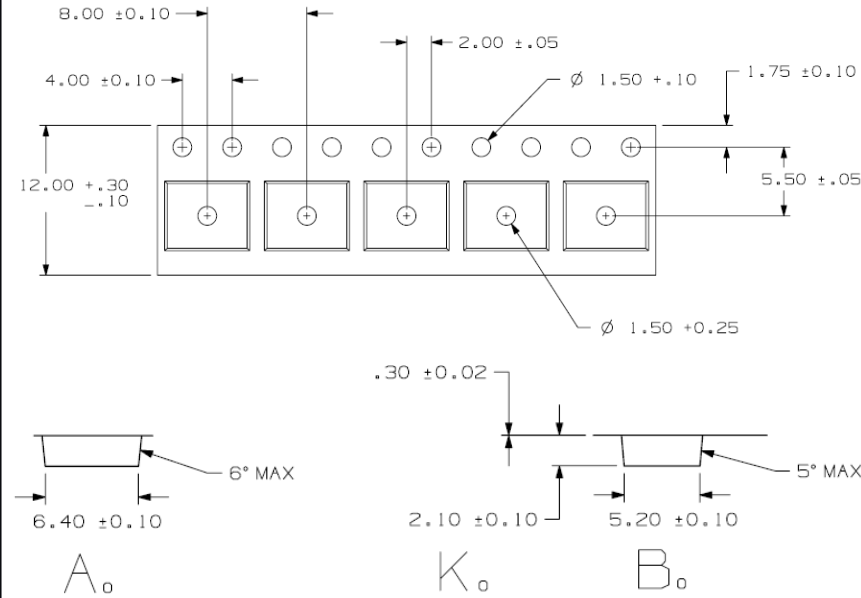 8.00 ±0.10
2.00 ±.05
4.00 ±0.10
Ø 1.50 +.10
1.75 ±0.10
12.00 +.30
-.10
5.50 ±.05
Ø 1.50 +0.25
.30 ±0.02
6° MAX
5° MAX
6.40 ±0.10
2.10 ±0.10
5.20 ±0.10
A₀
K₀
B₀